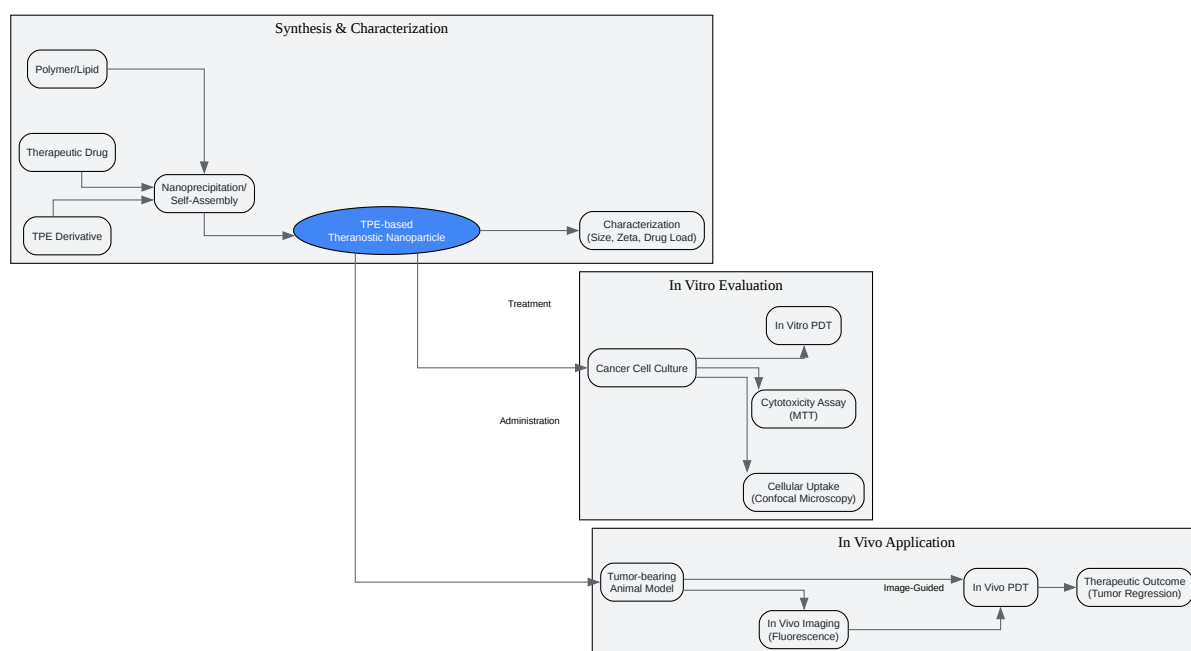 Synthesis & Characterization
Polymer/Lipid
Therapeutic Drug
Nanoprecipitation/
Self-Assembly
TPE Derivative
TPE-based
Theranostic Nanoparticle
Characterization
(Size, Zeta, Drug Load)
In Vitro Evaluation
Treatment
In Vitro PDT
Cancer Cell Culture
Cytotoxicity Assay
(MTT)
Administration
Cellular Uptake
(Confocal Microscopy)
In Vivo Application
Tumor-bearing
Animal Model
Image-Guided
In Vivo PDT
Therapeutic Outcome
(Tumor Regression)
In Vivo Imaging
(Fluorescence)